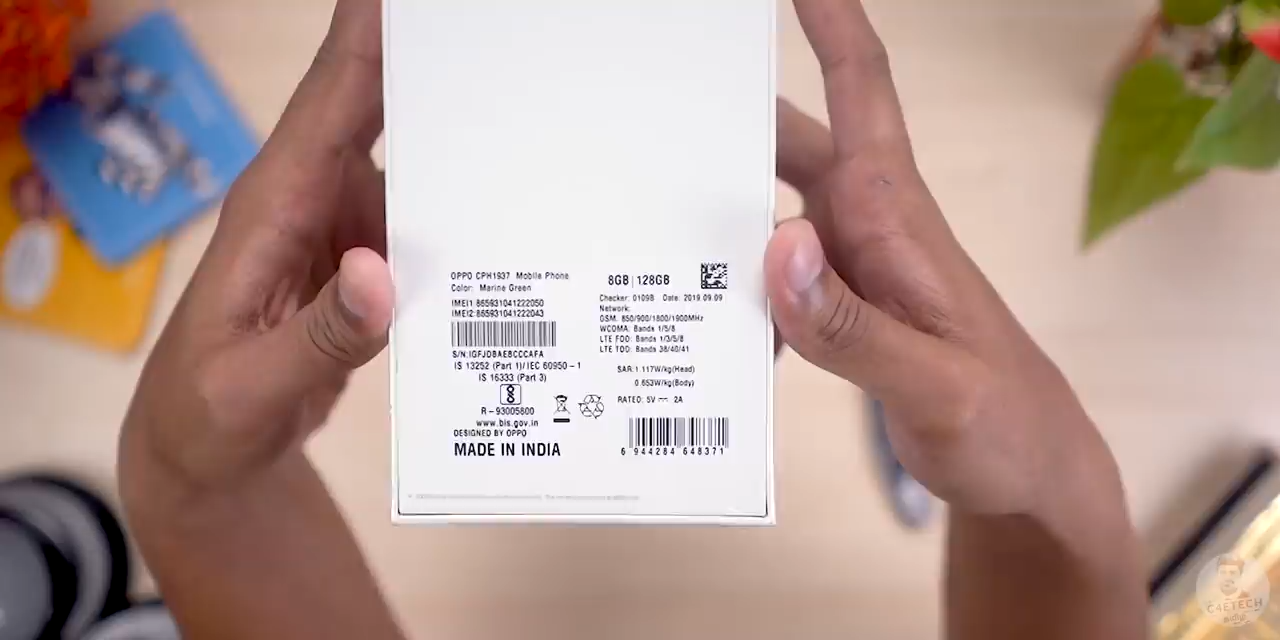 OPPO CPH1937 Mobile Phone
Color: Marine Green
IMEI1:865931041222050
IMEI2:865931041222043
S/N:IGFJDBAEBCCCAFA
IS 13252 (Part 1)/IEC 60950-1
IS 16333 (Part 3)
R-93005800
www.bis.gov.in
DESIGNED BY OPPO
MADE IN INDIA
8GB | 128GB
Checker: 0109B Date: 2019.09.09
Network:
GSM: 850/900/1800/1900MHz
WCDMA: Bands 1/5/8
LTE FDD: Bands 1/3/5/8
LTE TDD: Bands 38/40/41
SAR: 1.117W/kg(Head)
0.653W/kg(Body)
RATED: 5V ⎓ 2A
6 944284 648371
C4ETECH
தமிழ்